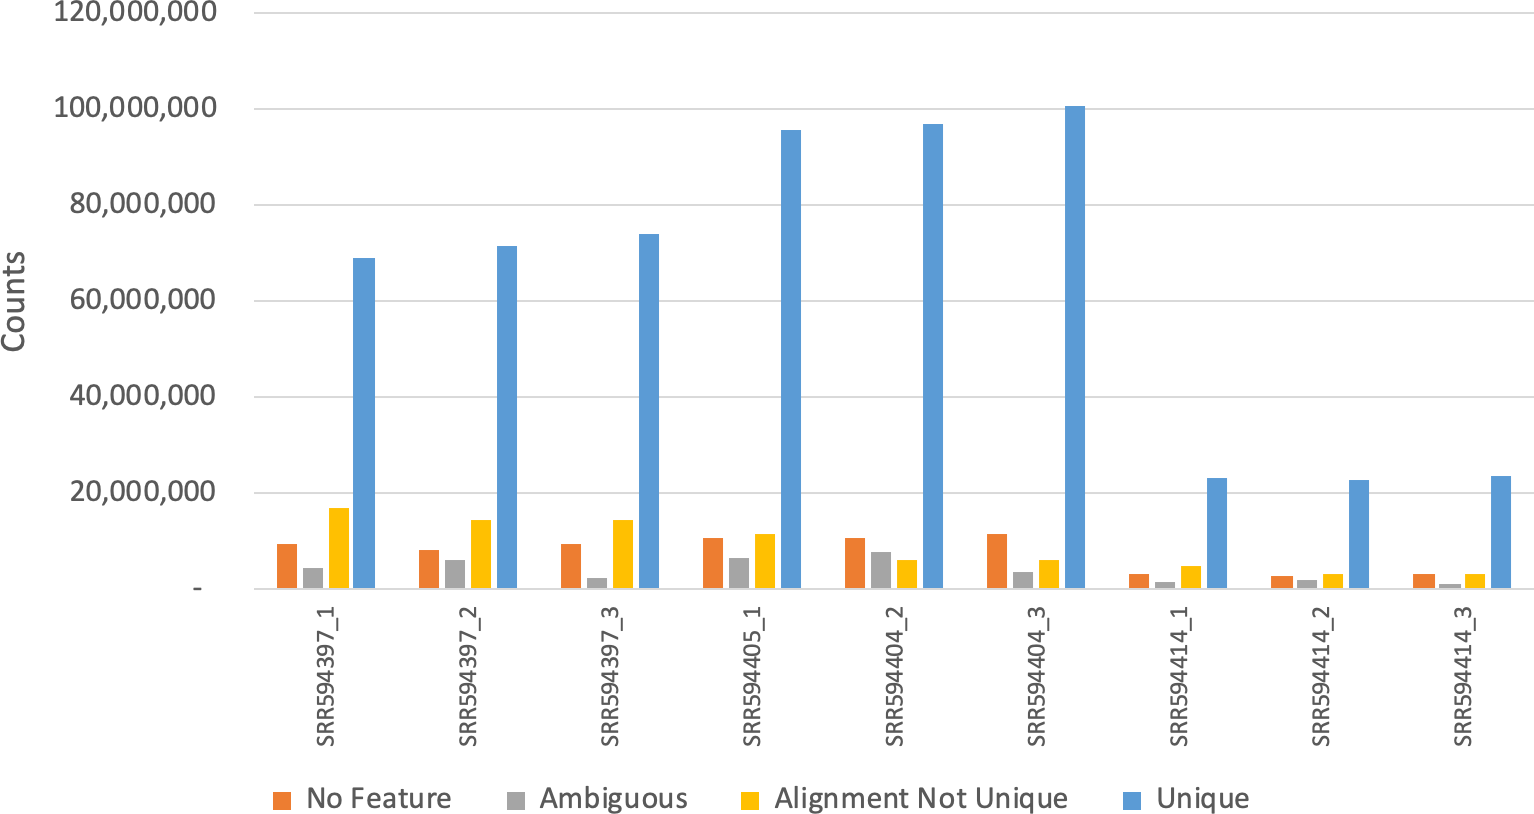 120,000,000
100,000,000
80,000,000
60,000,000
40,000,000
20,000,000
-
Counts
SRR594397_1
SRR594397_2
SRR594397_3
SRR594405_1
SRR594404_2
SRR594404_3
SRR594414_1
SRR594414_2
SRR594414_3
No Feature Ambiguous Alignment Not Unique Unique